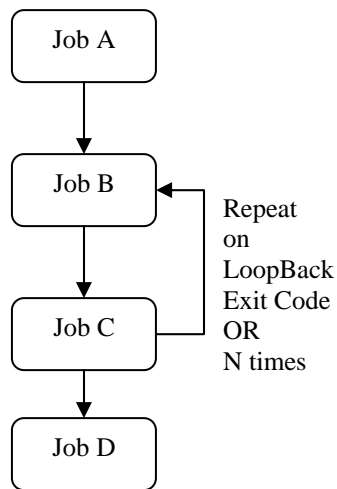 Job A
Job B
Repeat
on
LoopBack
Exit Code
OR
N times
Job C
Job D